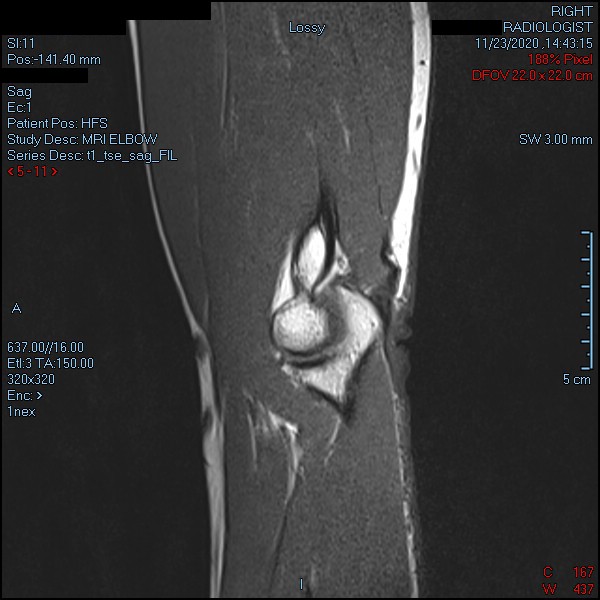 Lossy
RIGHT
RADIOLOGIST
11/23/2020 ,14:43:15
188% Pixel
DFOV 22.0 x 22.0 cm
SI:11
Pos:-141.40 mm
Sag
Ec:1
Patient Pos: HFS
Study Desc: MRI ELBOW
Series Desc: t1_tse_sag_FIL
< 5 - 11 >
SW 3.00 mm
A
637.00//16.00
Etl:3 TA:150.00
320x320
Enc: >
1nex
5 cm
I
C 167
W 437